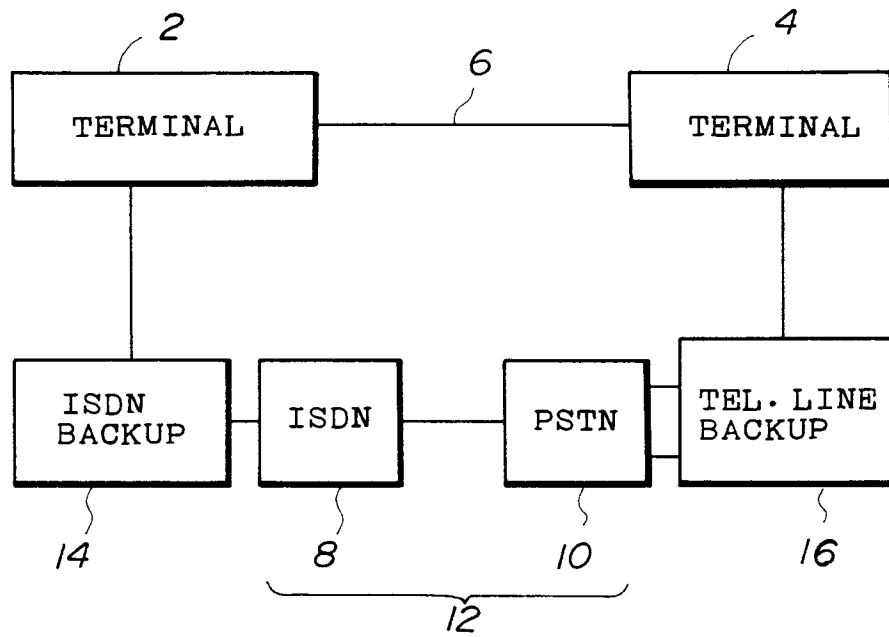 2
4
6
TERMINAL
TERMINAL
ISDN
BACKUP
ISDN
PSTN
TEL. LINE
BACKUP
14
8
10
16
12